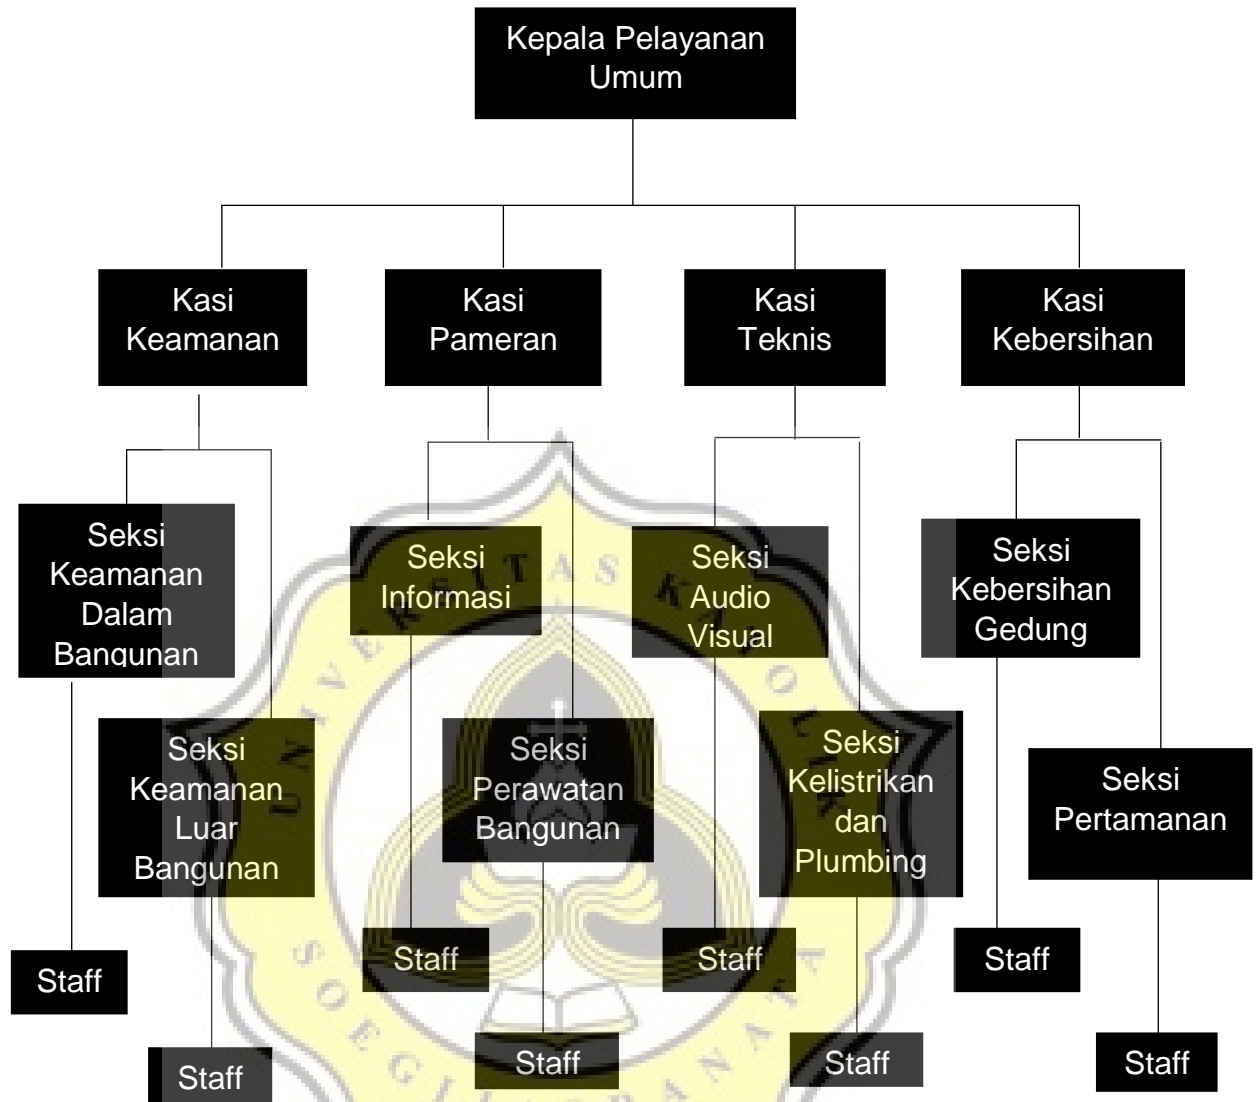 Kepala Pelayanan
Umum
Kasi
Keamanan
Kasi
Pameran
Kasi
Teknis
Kasi
Kebersihan
Seksi
Keamanan
Dalam
Bangunan
Seksi
Informasi
Seksi
Audio
Visual
Seksi
Kebersihan
Gedung
Seksi
Keamanan
Luar
Bangunan
Seksi
Perawatan
Bangunan
Seksi
Kelistrikan
dan
Plumbing
Seksi
Pertamanan
Staff
Staff
Staff
Staff
Staff
Staff
Staff
Staff
UNIVERSITAS KATOLIK